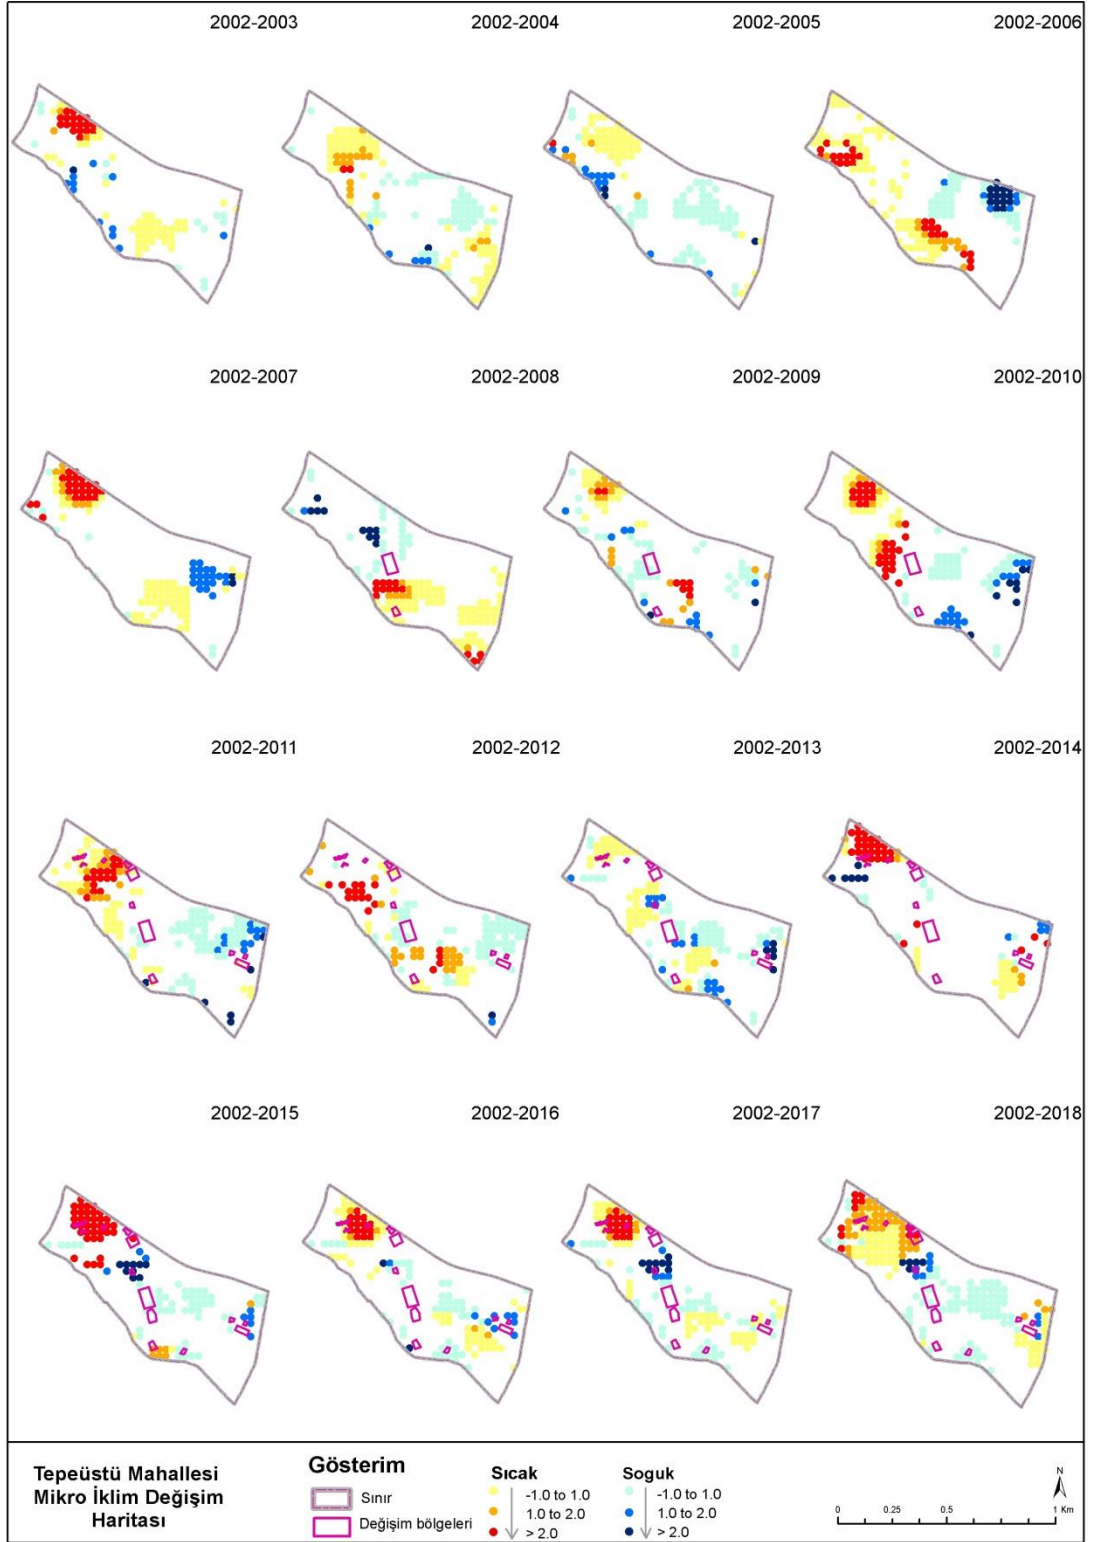 2002-2003
2002-2004
2002-2005
2002-2006
2002-2007
2002-2008
2002-2009
2002-2010
2002-2011
2002-2012
2002-2013
2002-2014
2002-2015
2002-2016
2002-2017
2002-2018
Tepeüstü Mahallesi
Mikro İklim Değişim
Haritası
Gösterim
Sınır
Değişim bölgeleri
Sıcak
-1.0 to 1.0
1.0 to 2.0
> 2.0
Soguk
-1.0 to 1.0
1.0 to 2.0
> 2.0
N
0 0.25 0.5 1 Km